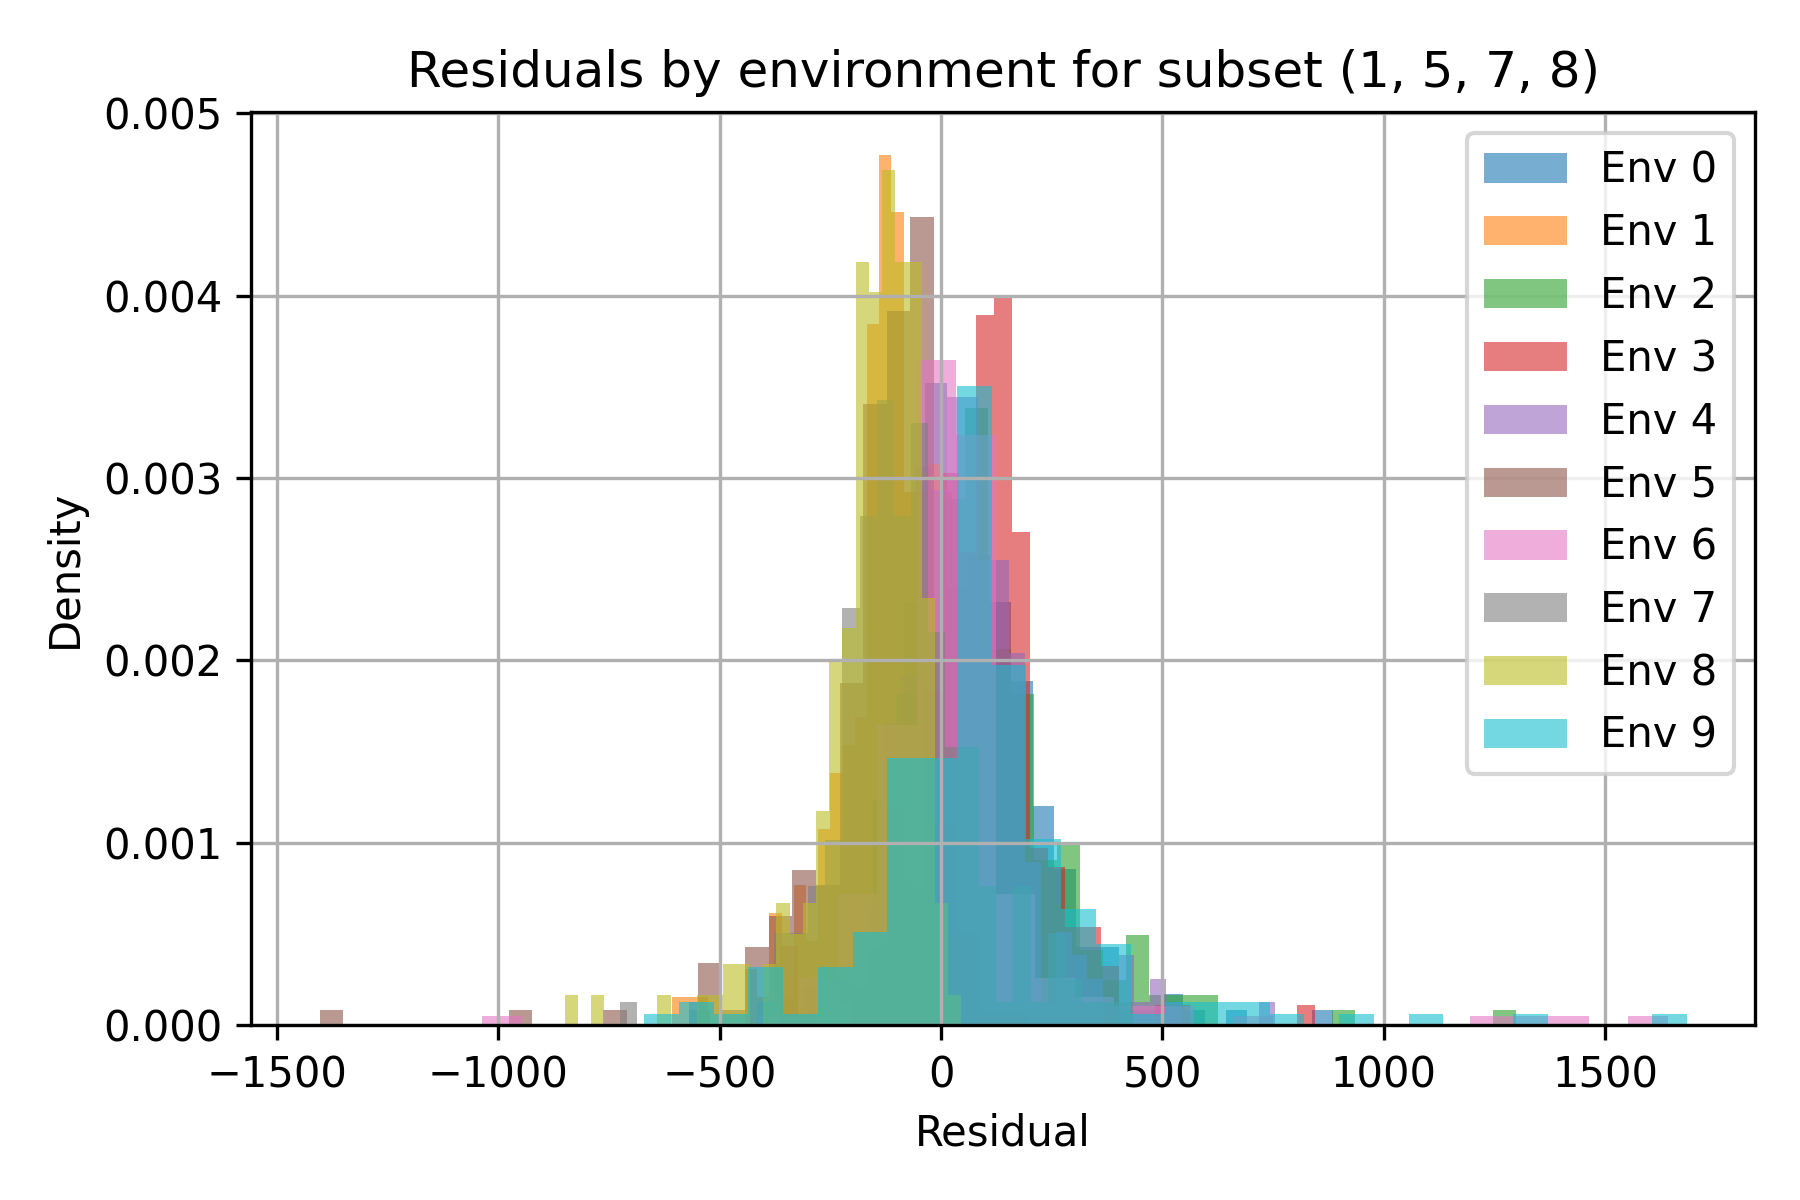 Residuals by environment for subset (1, 5, 7, 8)
0.005
0.004
0.003
0.002
0.001
0.000
Density
−1500
−1000
−500
0
500
1000
1500
Residual
Env 0
Env 1
Env 2
Env 3
Env 4
Env 5
Env 6
Env 7
Env 8
Env 9